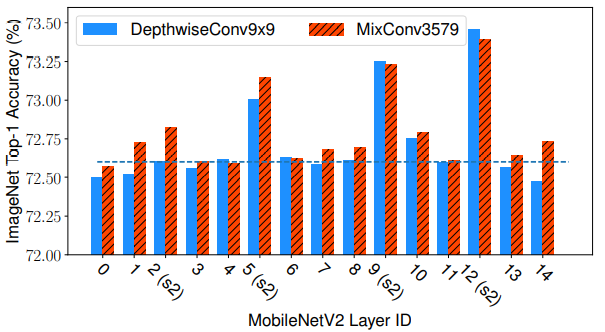 DepthwiseConv9x9 MixConv3579
ImageNet Top-1 Accuracy (%)
73.50
73.25
73.00
72.75
72.50
72.25
72.00
0 1 2 (s2) 3 4 5 (s2) 6 7 8 9 (s2) 10 11 12 (s2) 13 14
MobileNetV2 Layer ID